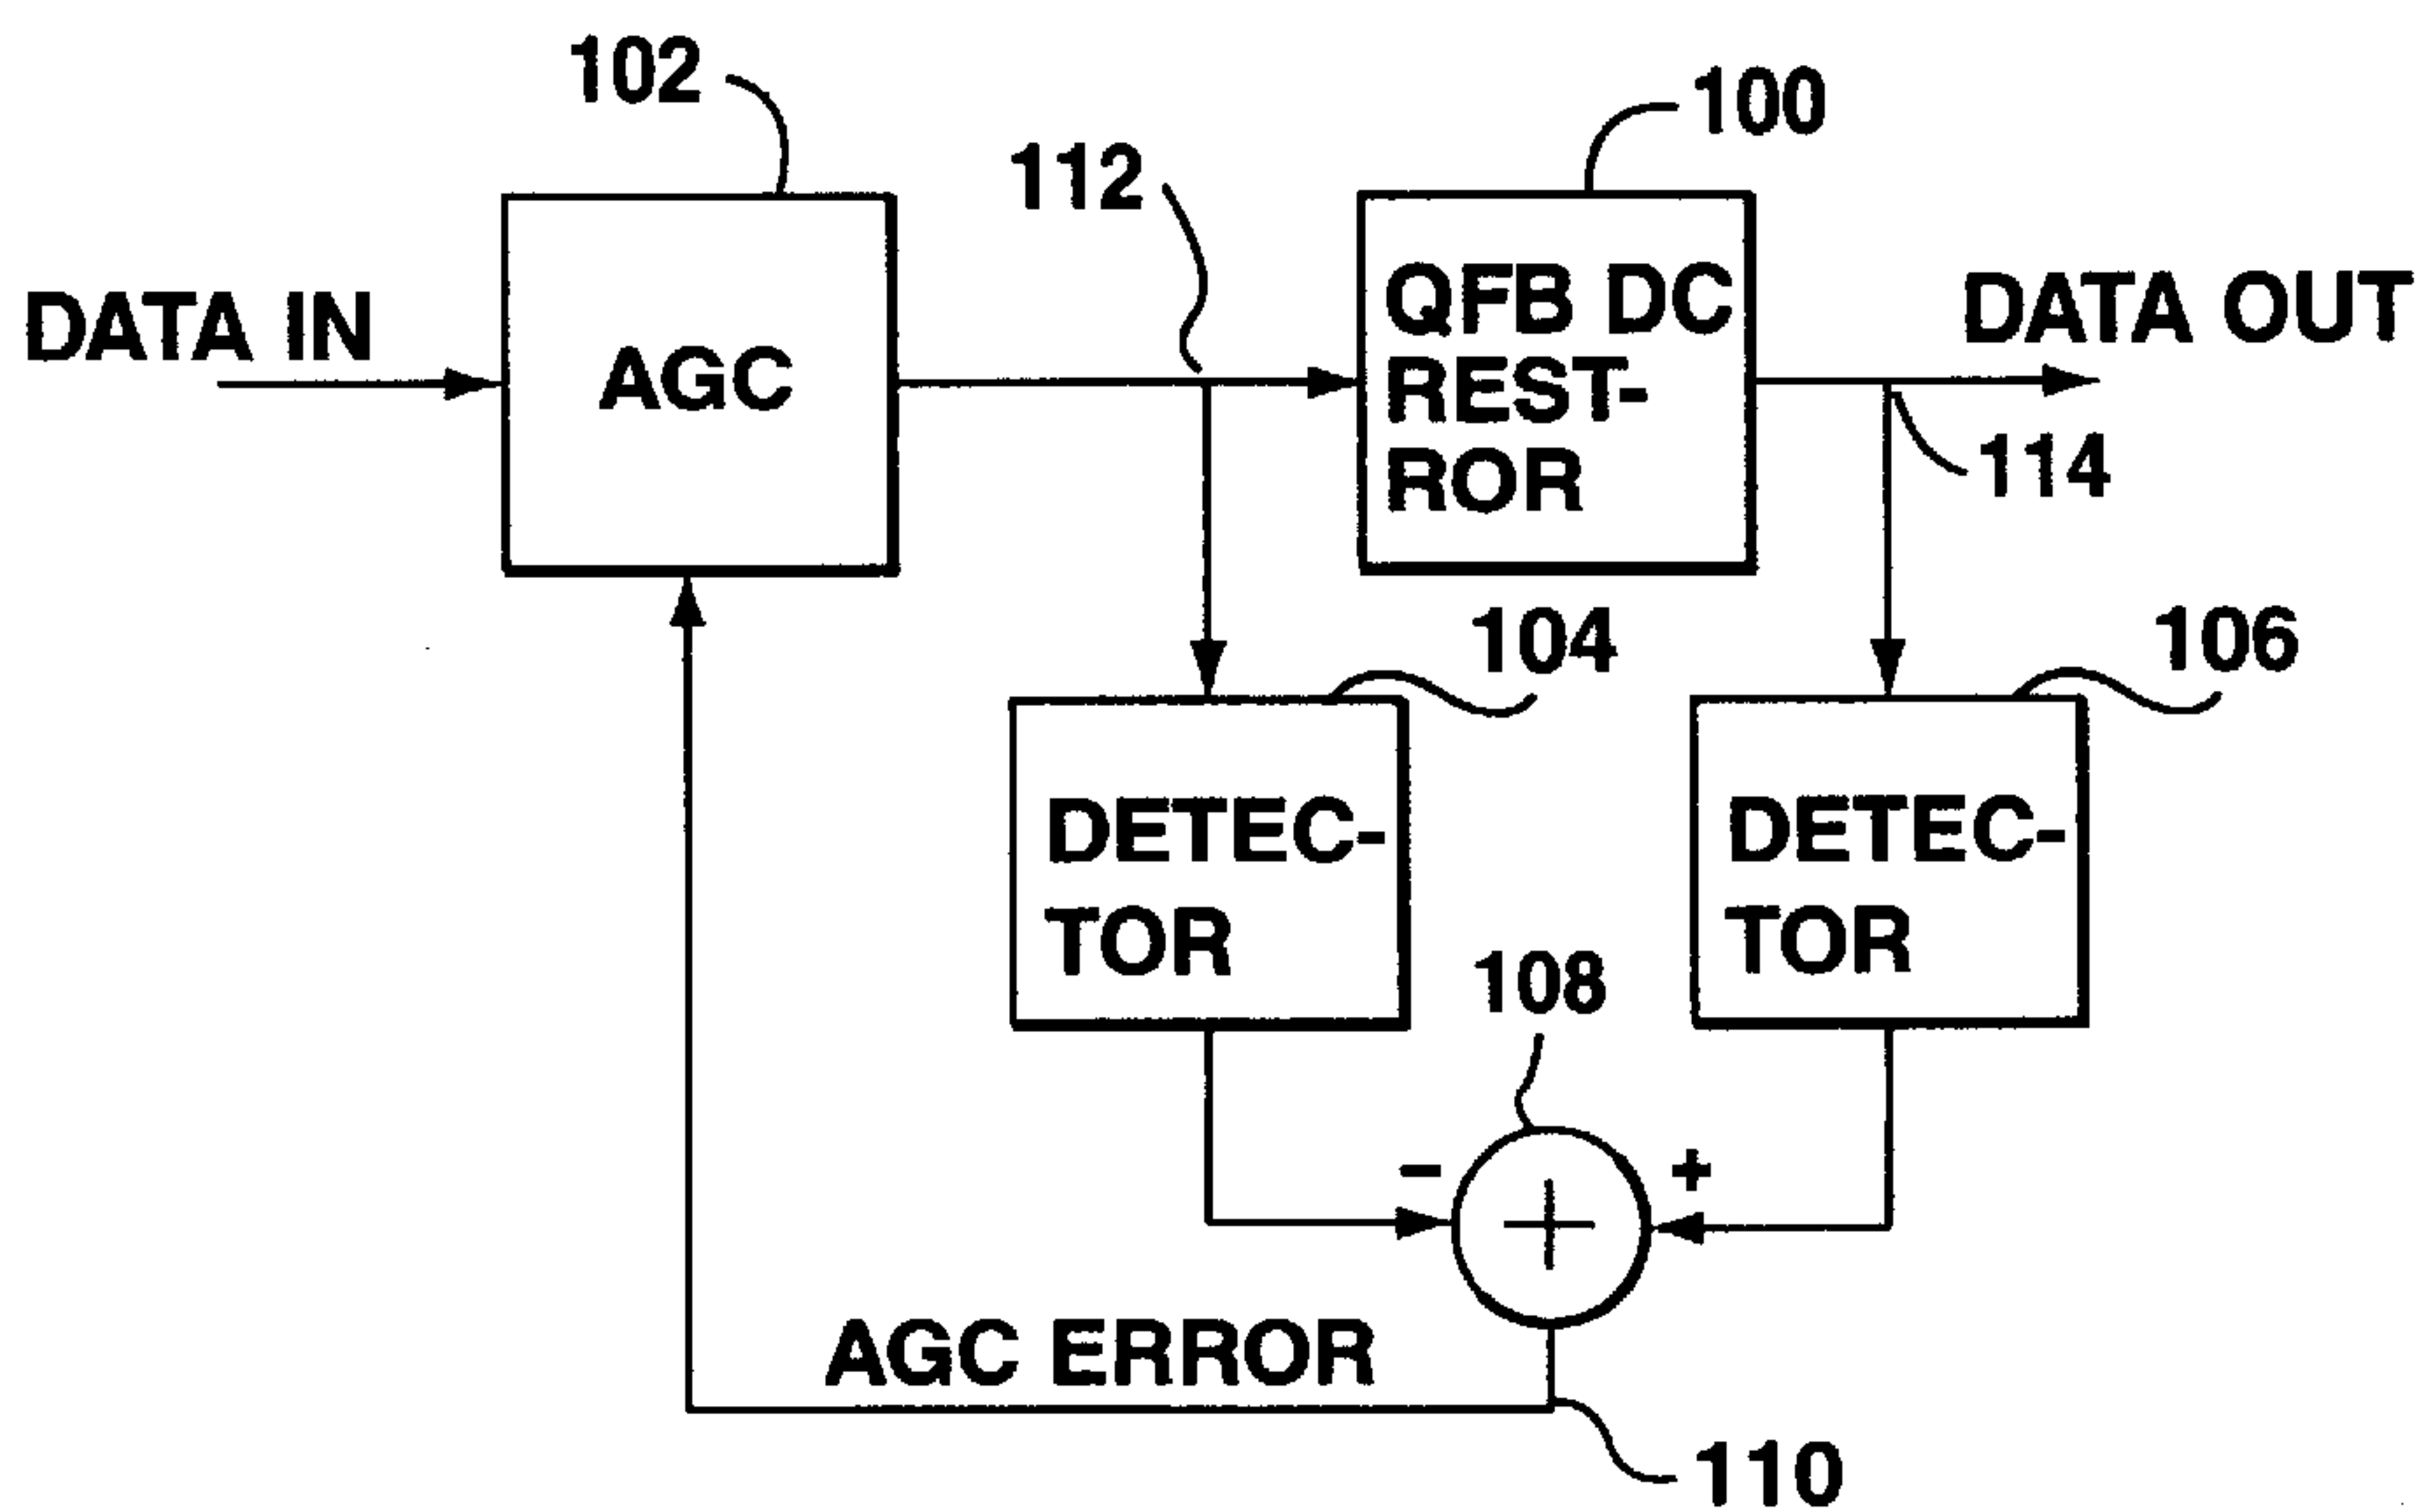 102
100
112
DATA IN
AGC
QFB DC
REST-
ROR
DATA OUT
114
104
106
DETEC-
TOR
DETEC-
TOR
108
-
+
+
AGC ERROR
110